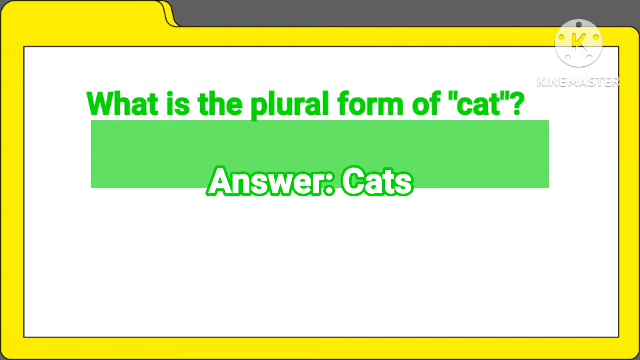 KINEMASTER
What is the plural form of "cat"?
Answer: Cats